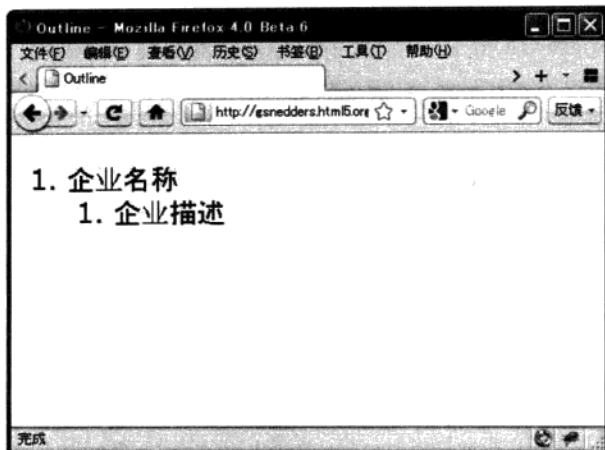 Outline - Mozilla Firefox 4.0 Beta 6
文件(F) 编辑(E) 查看(V) 历史(S) 书签(B) 工具(T) 帮助(H)
Outline
http://gsnedders.html5.org Google 反馈
1. 企业名称
1. 企业描述
完成